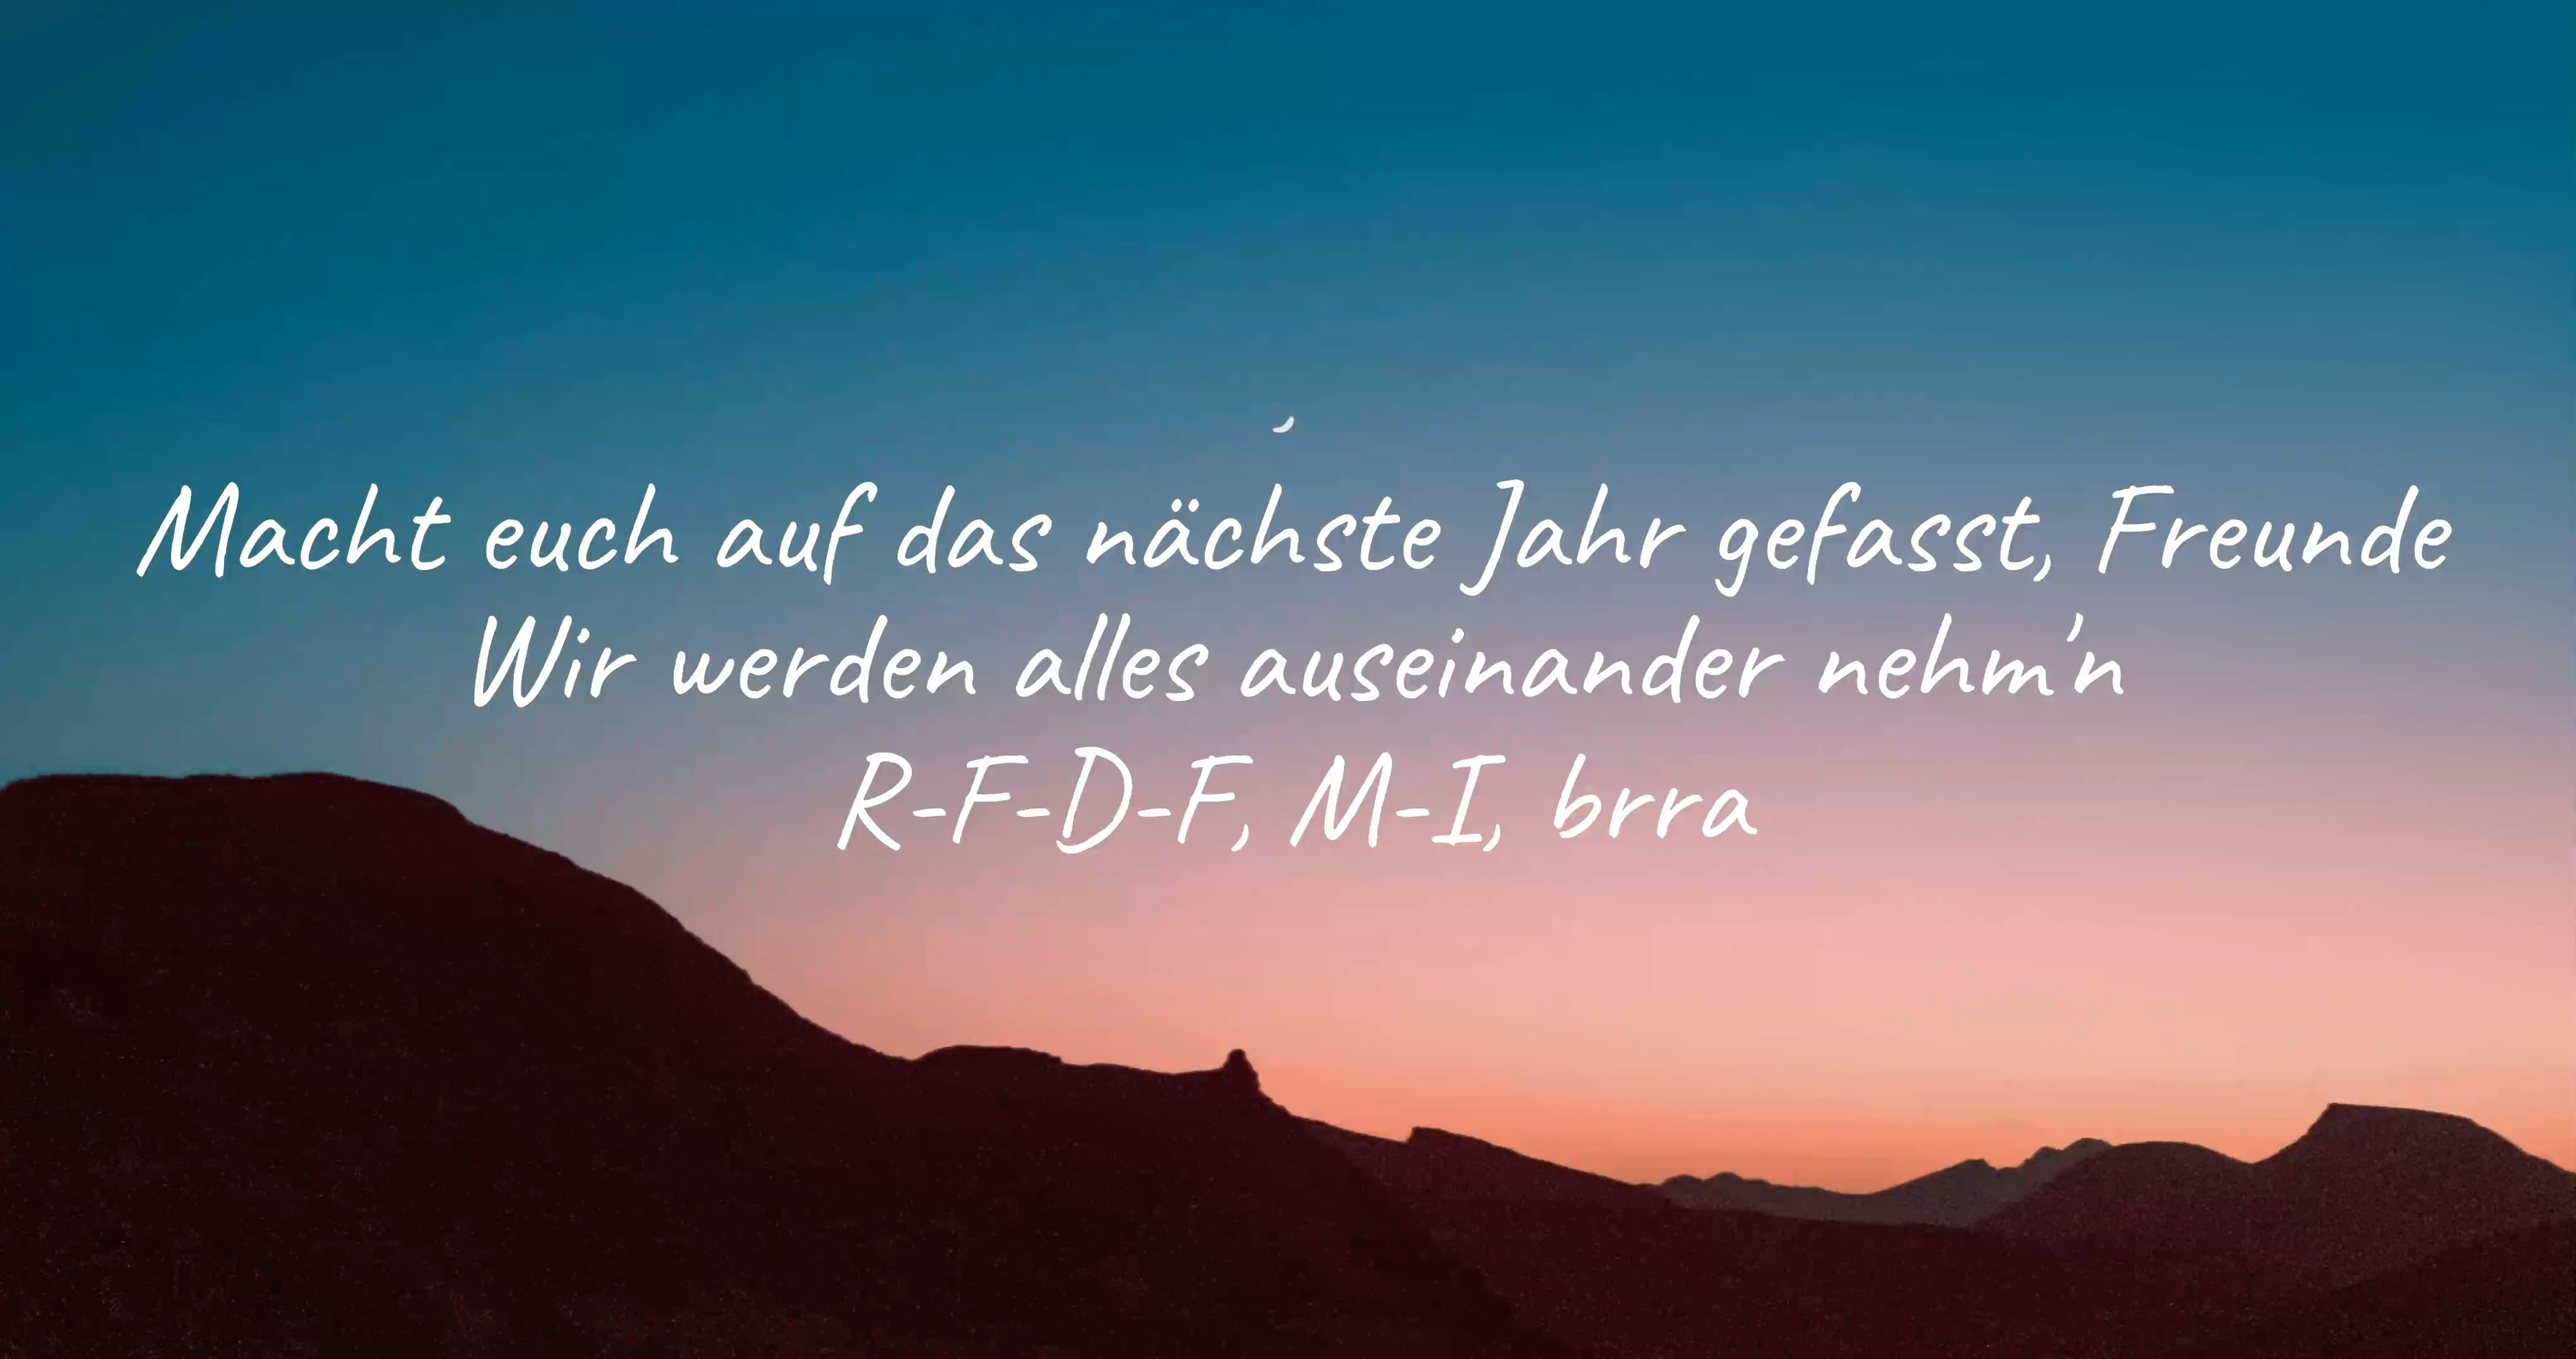 Macht euch auf das nächste Jahr gefasst, Freunde
Wir werden alles auseinander nehm'n
R-F-D-F, M-I, brra